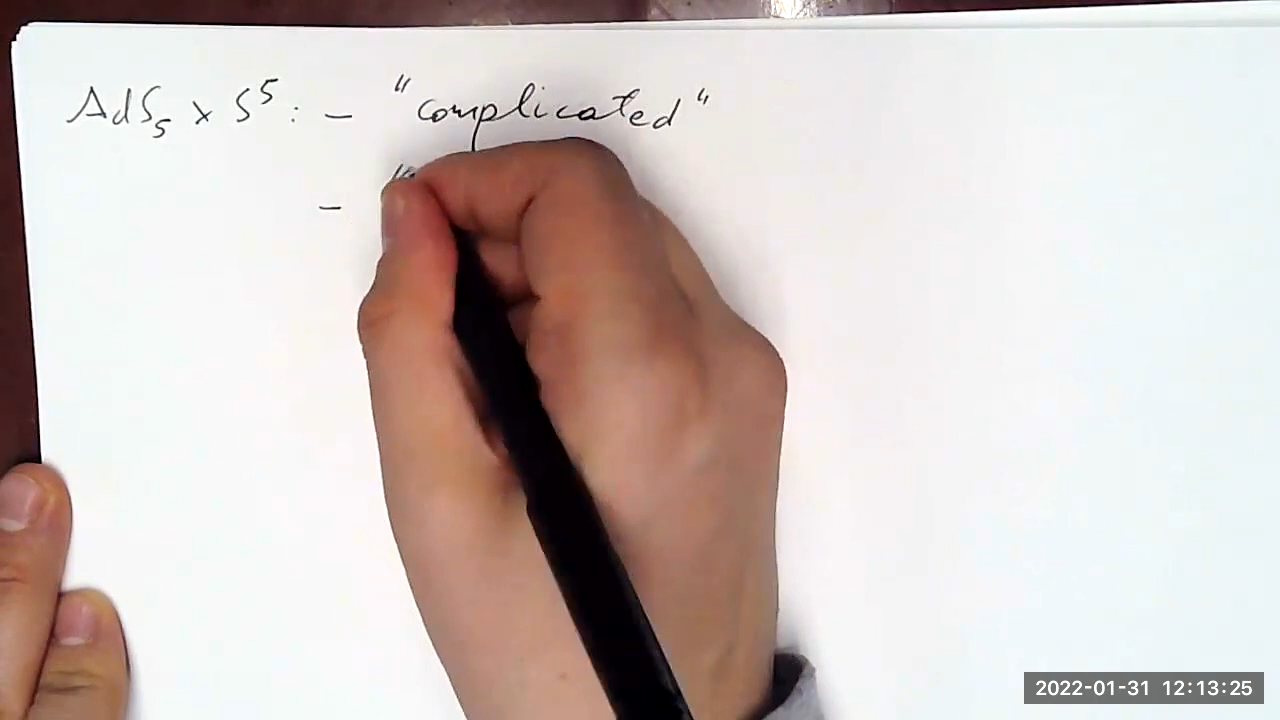 AdS₅ × S⁵ : – "complicated"
– "
2022-01-31 12:13:25